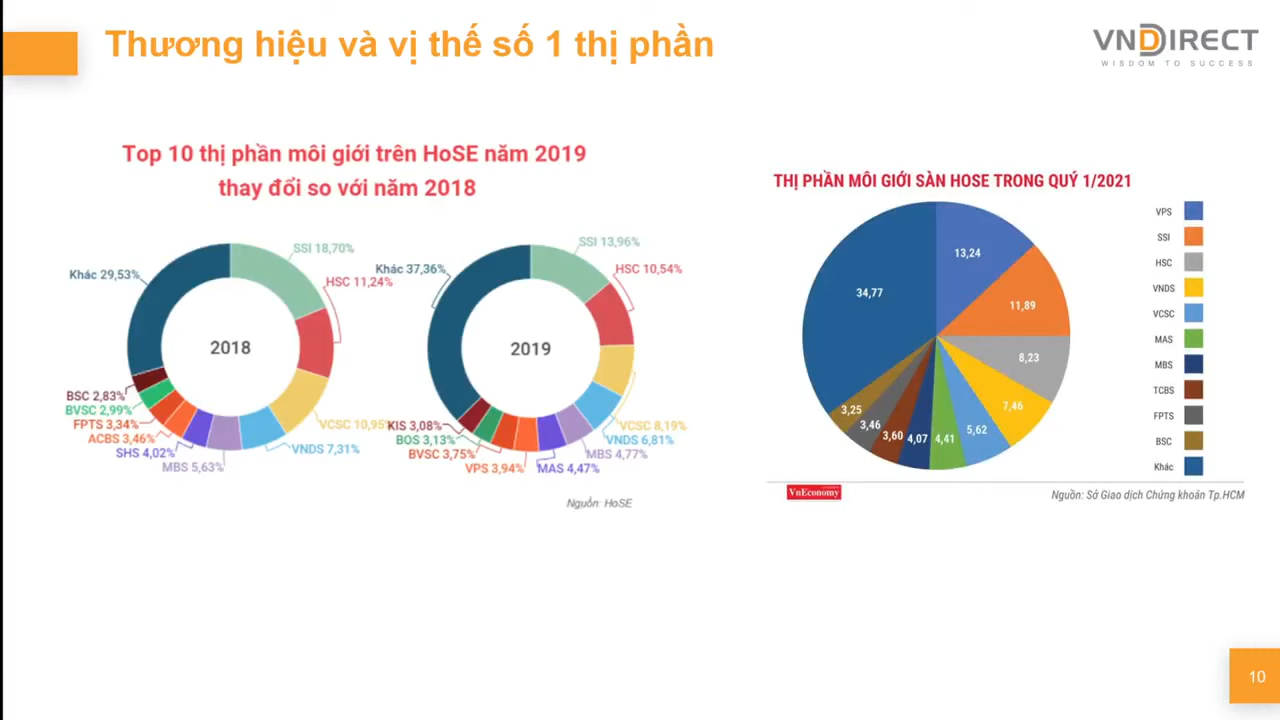 Thương hiệu và vị thế số 1 thị phần
VNDIRECT
WISDOM TO SUCCESS
Top 10 thị phần môi giới trên HoSE năm 2019
thay đổi so với năm 2018
SSI 18,70%
HSC 11,24%
VCSC 10,95%
VNDS 7,31%
MBS 5,63%
SHS 4,02%
ACBS 3,46%
FPTS 3,34%
BVSC 2,99%
BSC 2,83%
Khác 29,53%
2018
SSI 13,96%
HSC 10,54%
VCSC 8,19%
VNDS 6,81%
MBS 4,77%
MAS 4,47%
VPS 3,94%
BVSC 3,75%
BOS 3,13%
KIS 3,08%
Khác 37,36%
2019
Nguồn: HoSE
THỊ PHẦN MÔI GIỚI SÀN HOSE TRONG QUÝ 1/2021
13,24
11,89
8,23
7,46
5,62
4,41
4,07
3,60
3,46
3,25
34,77
VPS
SSI
HSC
VNDS
VCSC
MAS
MBS
TCBS
FPTS
BSC
Khác
VnEconomy
Nguồn: Sở Giao dịch Chứng khoán Tp.HCM
10